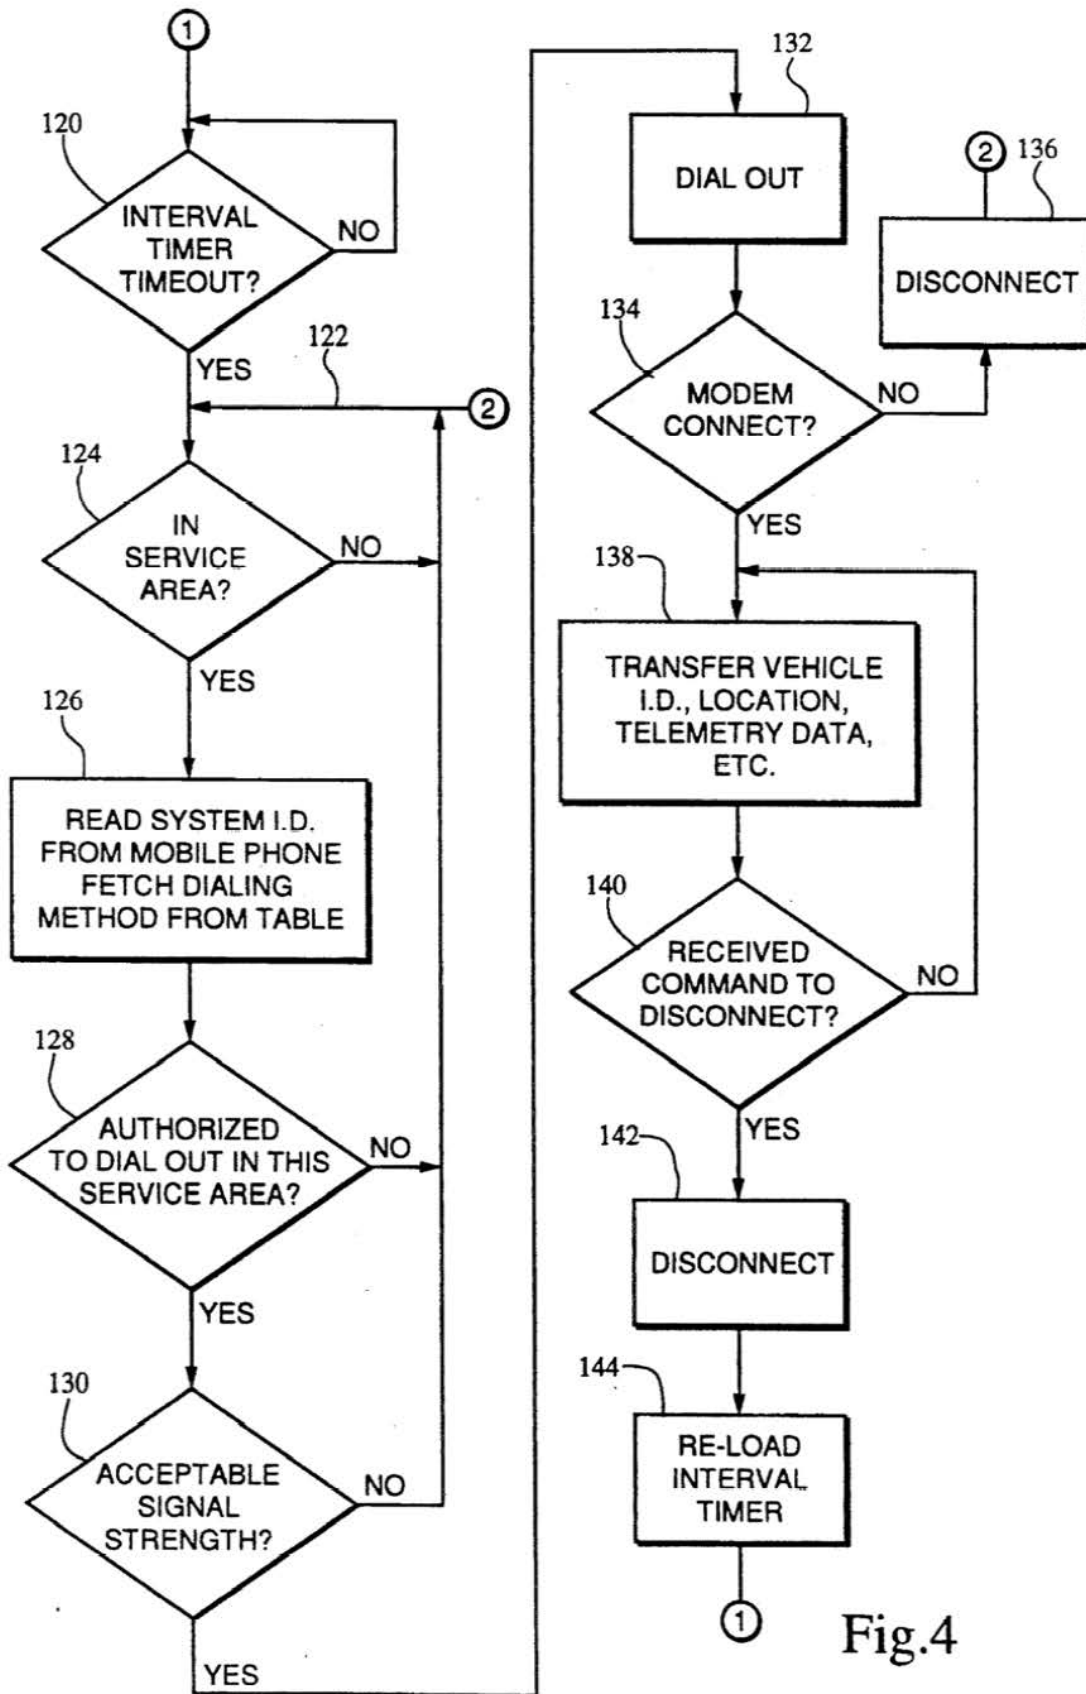 1
120
INTERVAL
TIMER
TIMEOUT?
NO
YES
122
2
124
IN
SERVICE
AREA?
NO
YES
126
READ SYSTEM I.D.
FROM MOBILE PHONE
FETCH DIALING
METHOD FROM TABLE
128
AUTHORIZED
TO DIAL OUT IN THIS
SERVICE AREA?
NO
YES
130
ACCEPTABLE
SIGNAL
STRENGTH?
NO
YES
132
DIAL OUT
2
136
DISCONNECT
134
MODEM
CONNECT?
NO
YES
138
TRANSFER VEHICLE
I.D., LOCATION,
TELEMETRY DATA,
ETC.
140
RECEIVED
COMMAND TO
DISCONNECT?
NO
YES
142
DISCONNECT
144
RE-LOAD
INTERVAL
TIMER
1
Fig.4